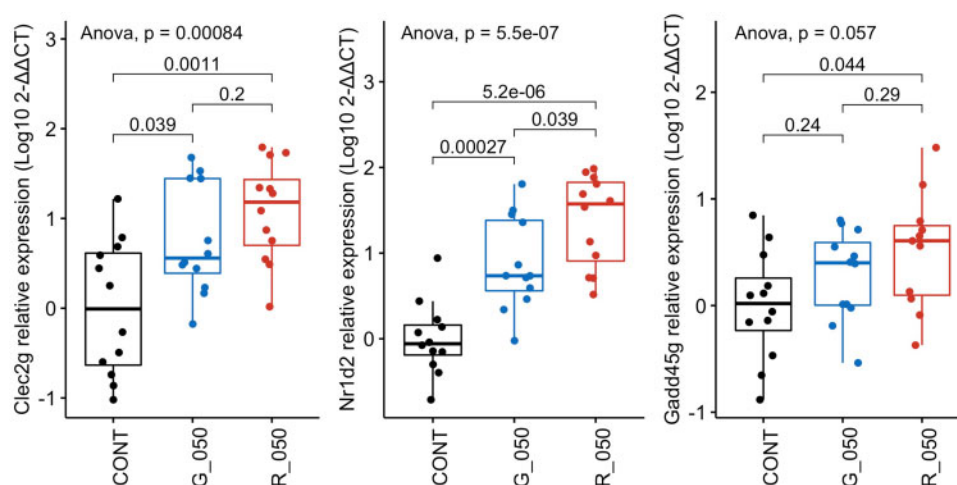 Clec2g relative expression (Log10 2-ΔΔCT)
Anova, p = 0.00084
0.0011
0.2
0.039
3
2
1
0
-1
CONT
G_050
R_050
Nr1d2 relative expression (Log10 2-ΔΔCT)
Anova, p = 5.5e-07
5.2e-06
0.039
0.00027
3
2
1
0
CONT
G_050
R_050
Gadd45g relative expression (Log10 2-ΔΔCT)
Anova, p = 0.057
0.044
0.29
0.24
2
1
0
-1
CONT
G_050
R_050